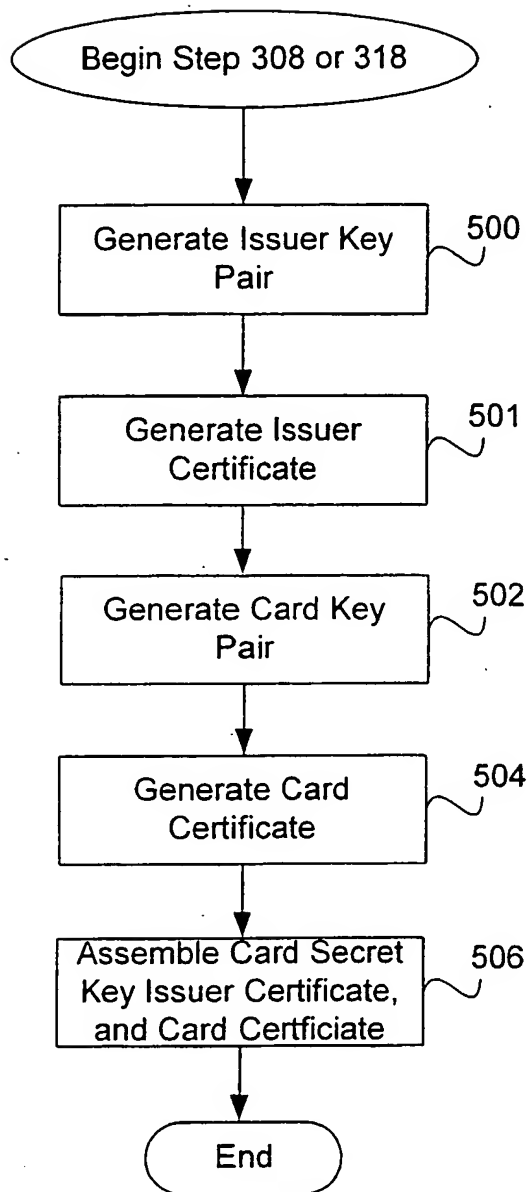 Begin Step 308 or 318
Generate Issuer Key
Pair
500
Generate Issuer
Certificate
501
Generate Card Key
Pair
502
Generate Card
Certificate
504
Assemble Card Secret
Key Issuer Certificate,
and Card Certficiate
506
End